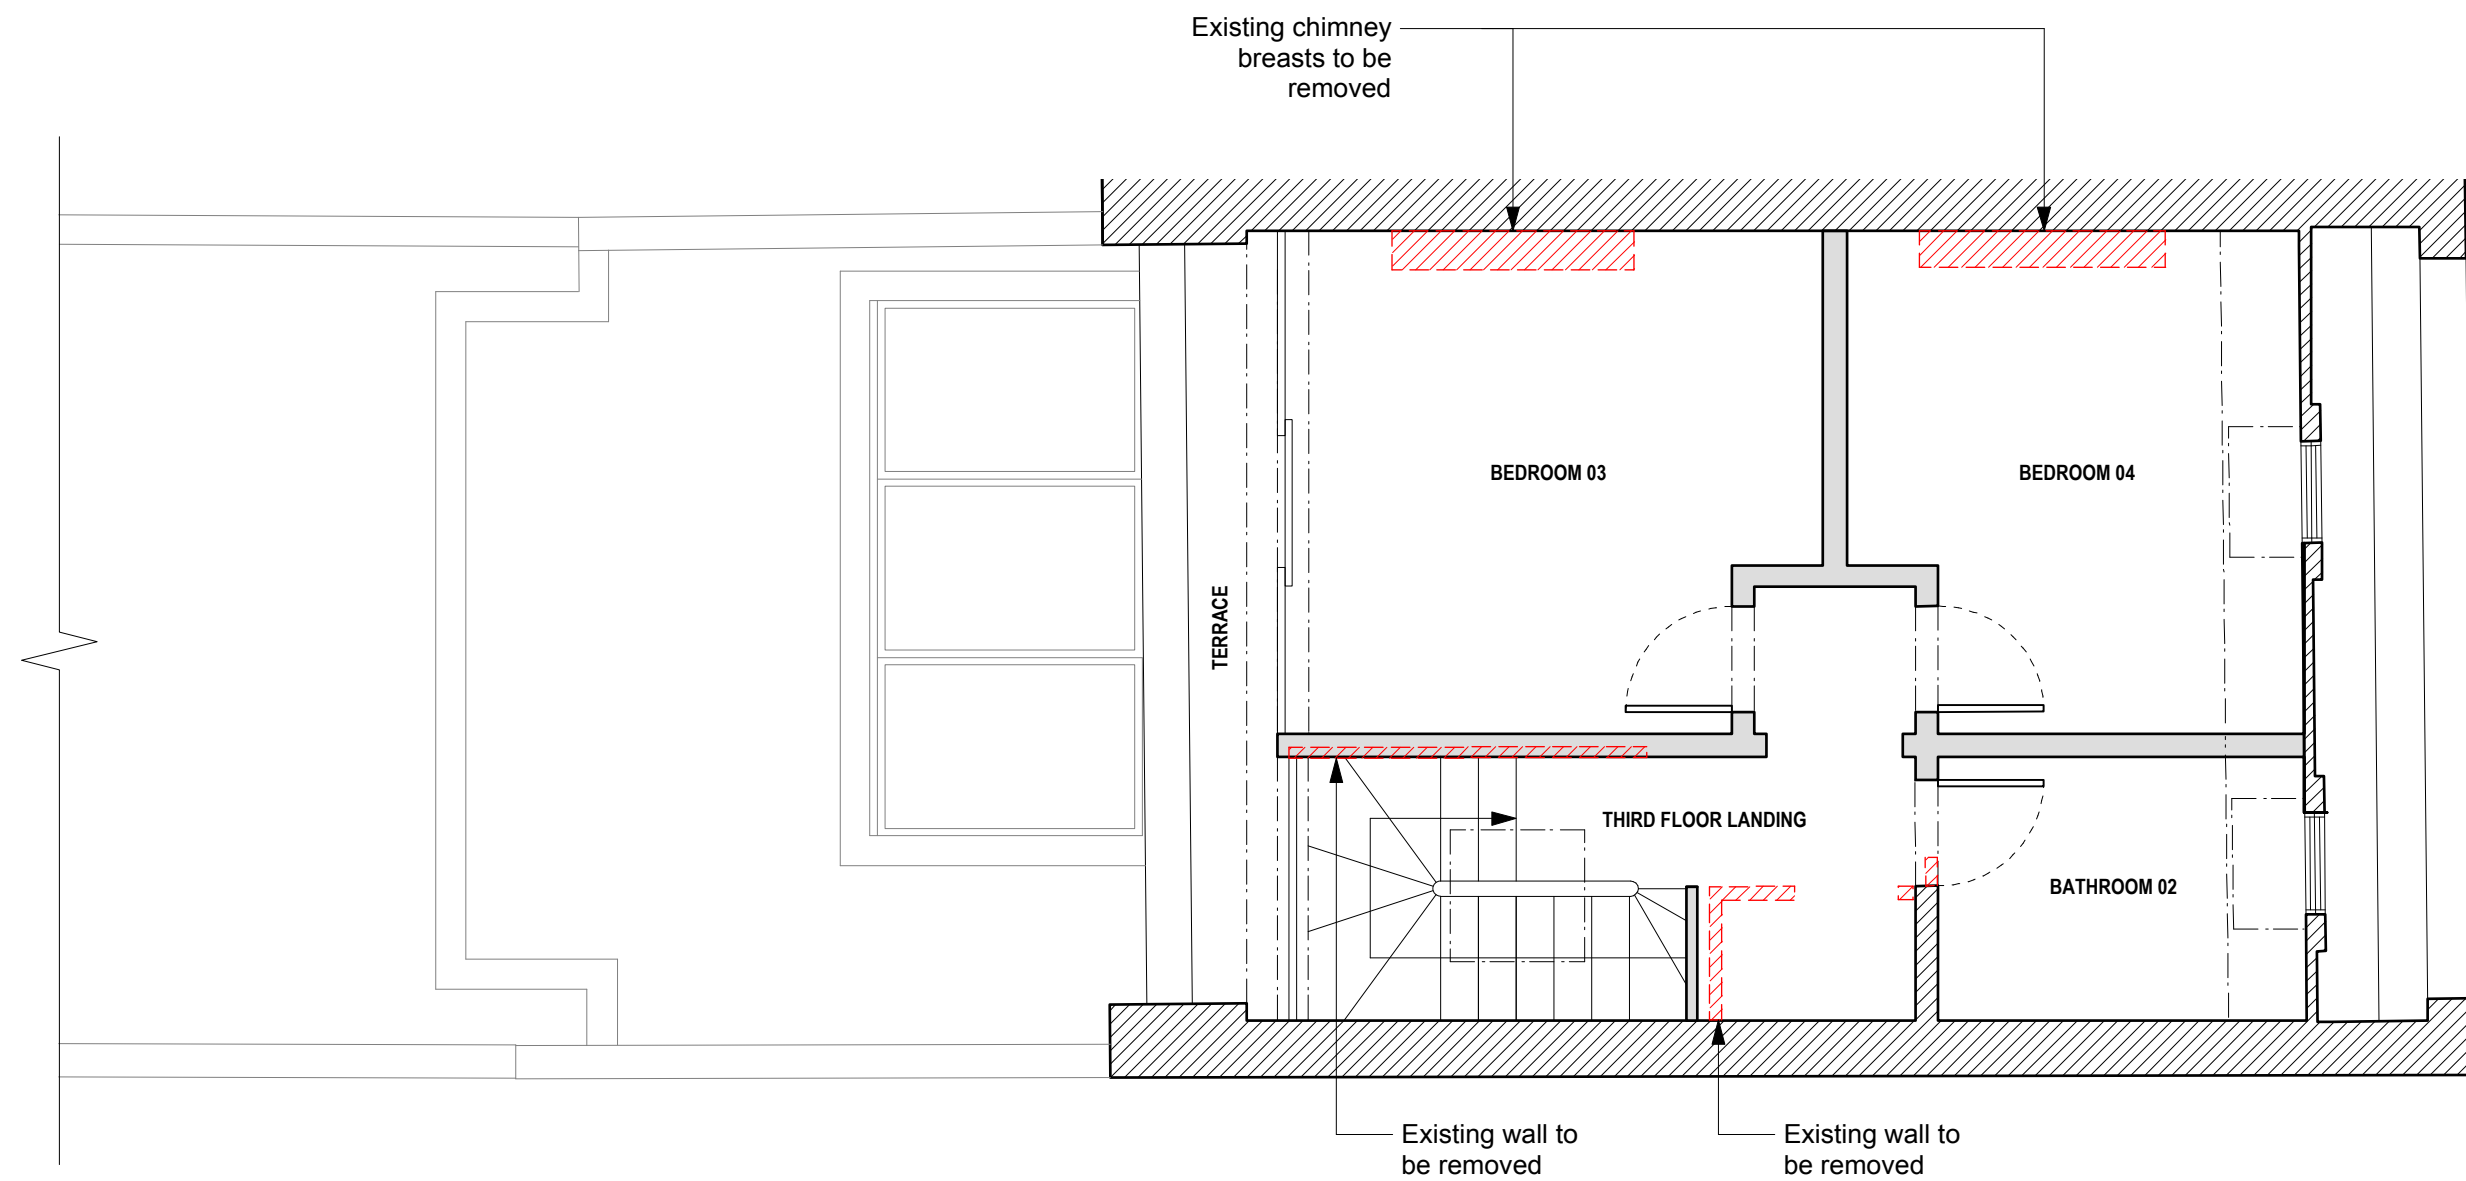 Existing chimney
breasts to be
removed
BEDROOM 03
BEDROOM 04
TERRACE
THIRD FLOOR LANDING
BATHROOM 02
Existing wall to
be removed
Existing wall to
be removed